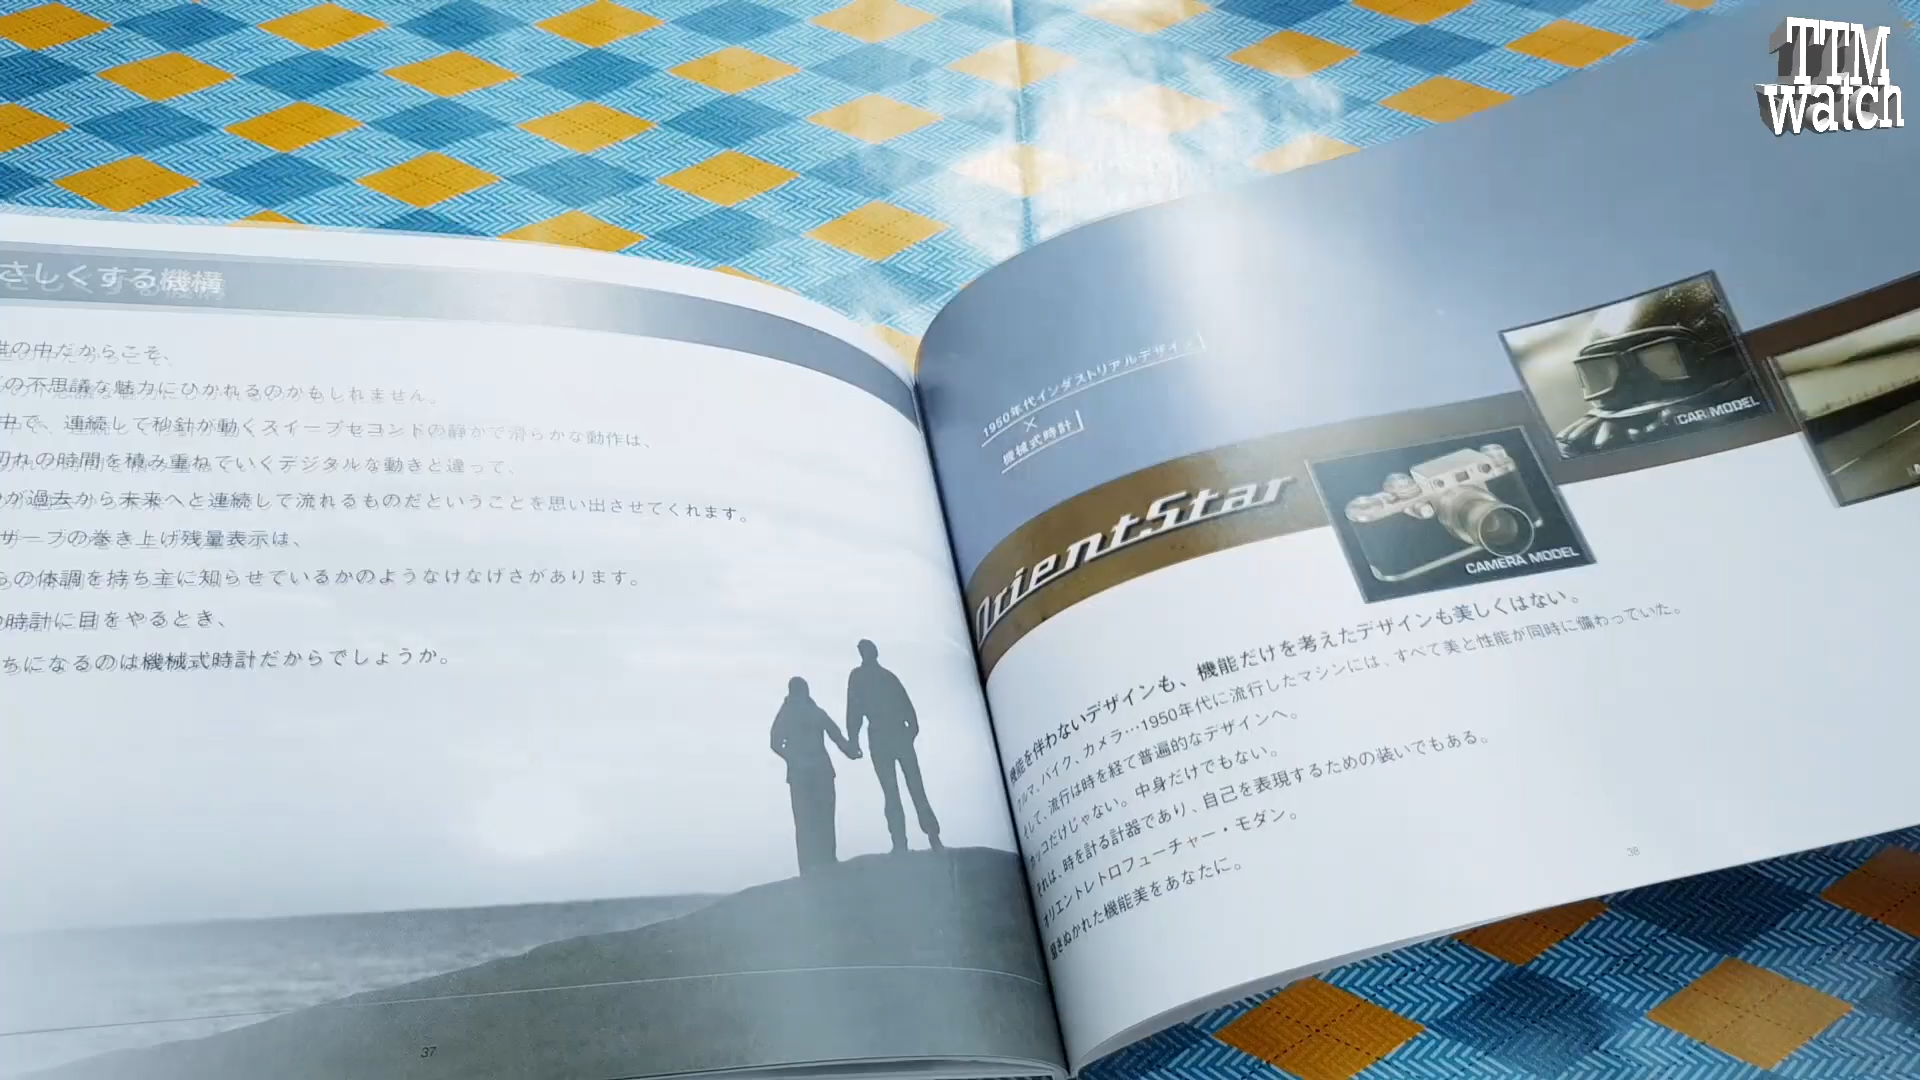 TTM
watch
さしくする機構
世の中だからこそ、
の不思議な魅力にひかれるのかもしれません。
中で、連続して秒針が動くスイープセコンドの静かで滑らかな動作は、
切れの時間を積み重ねていくデジタルな動きと違って、
が過去から未来へと連続して流れるものだということを思い出させてくれます。
ザーブの巻き上げ残量表示は、
らの体調を持ち主に知らせているかのようなけなげさがあります。
の時計に目をやるとき、
ちになるのは機械式時計だからでしょうか。
37
1950年代インダストリアルデザイン
×
機械式時計
OrientStar
CAR MODEL
CAMERA MODEL
機能を伴わないデザインも、機能だけを考えたデザインも美しくはない。
クルマ、バイク、カメラ…1950年代に流行したマシンには、すべて美と性能が同時に備わっていた。
そして、流行は時を経て普遍的なデザインへ。
カッコだけじゃない。中身だけでもない。
それは、時を計る計器であり、自己を表現するための装いでもある。
オリエントレトロフューチャー・モダン。
磨きぬかれた機能美をあなたに。
38